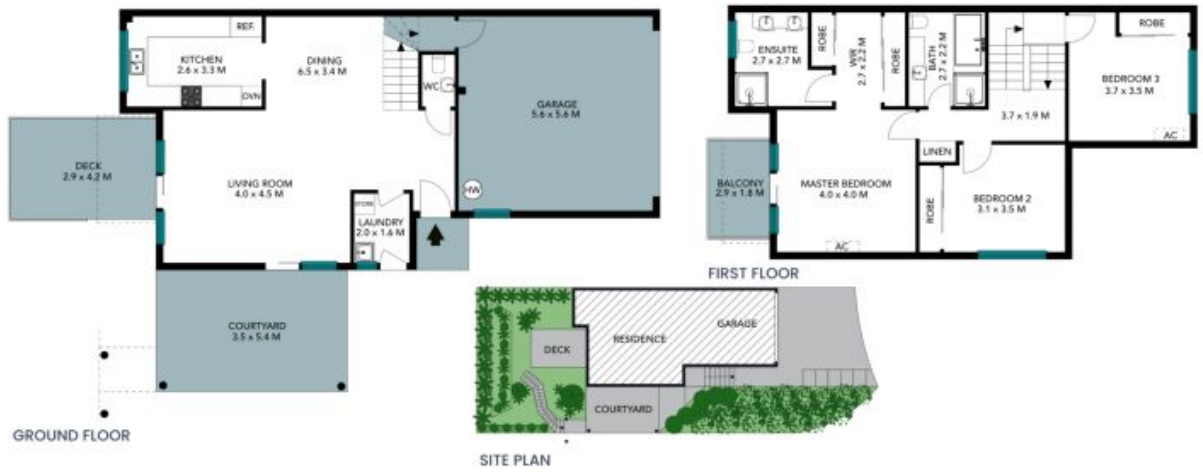 REF.
KITCHEN
2.6 x 3.3 M
OVN
DINING
6.5 x 3.4 M
WC
GARAGE
5.6 x 5.6 M
HW
DECK
2.9 x 4.2 M
LIVING ROOM
4.0 x 4.5 M
STORE
LAUNDRY
2.0 x 1.6 M
COURTYARD
3.5 x 5.4 M
GROUND FLOOR
ENSUITE
2.7 x 2.7 M
ROBE
WIR
2.7 x 2.2 M
ROBE
BATH
2.7 x 2.2 M
ROBE
BEDROOM 3
3.7 x 3.5 M
AC
3.7 x 1.9 M
LINEN
BALCONY
2.9 x 1.8 M
MASTER BEDROOM
4.0 x 4.0 M
AC
ROBE
BEDROOM 2
3.1 x 3.5 M
FIRST FLOOR
RESIDENCE
GARAGE
DECK
COURTYARD
SITE PLAN